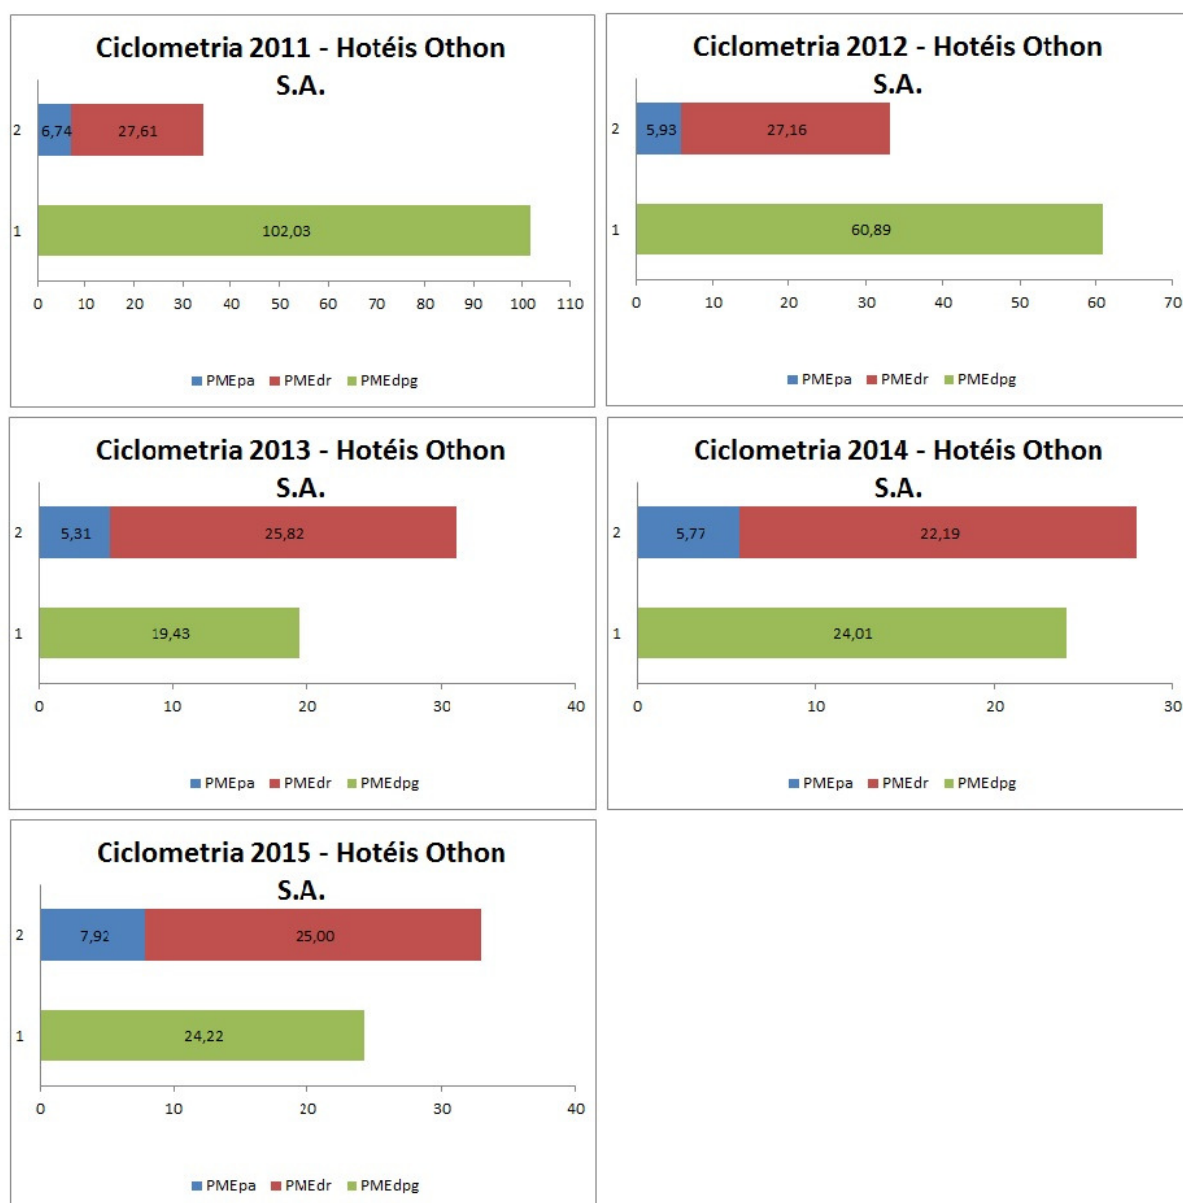 Ciclometria 2011 - Hotéis Othon
S.A.
2
6,74
27,61
1
102,03
0 10 20 30 40 50 60 70 80 90 100 110
PMEpa PMEdr PMEdpg
Ciclometria 2012 - Hotéis Othon
S.A.
2
5,93
27,16
1
60,89
0 10 20 30 40 50 60 70
PMEpa PMEdr PMEdpg
Ciclometria 2013 - Hotéis Othon
S.A.
2
5,31
25,82
1
19,43
0 10 20 30 40
PMEpa PMEdr PMEdpg
Ciclometria 2014 - Hotéis Othon
S.A.
2
5,77
22,19
1
24,01
0 10 20 30
PMEpa PMEdr PMEdpg
Ciclometria 2015 - Hotéis Othon
S.A.
2
7,92
25,00
1
24,22
0 10 20 30 40
PMEpa PMEdr PMEdpg